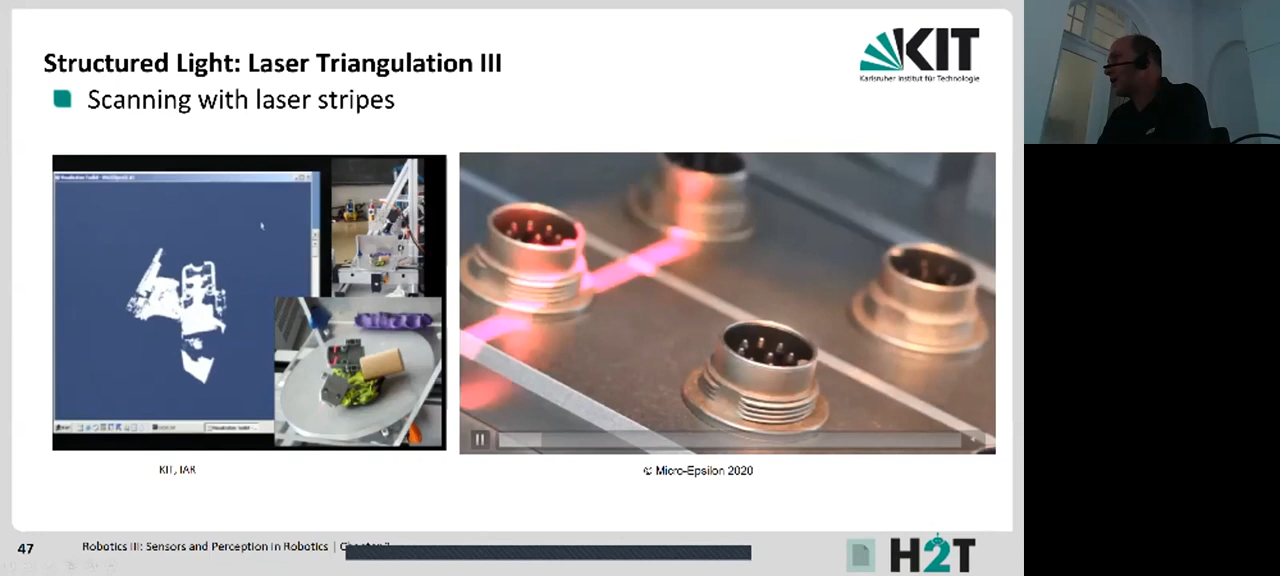 Structured Light: Laser Triangulation III
Scanning with laser stripes
KIT
Karlsruher Institut für Technologie
KIT, IAR
© Micro-Epsilon 2020
47
Robotics III: Sensors and Perception in Robotics |
H2T